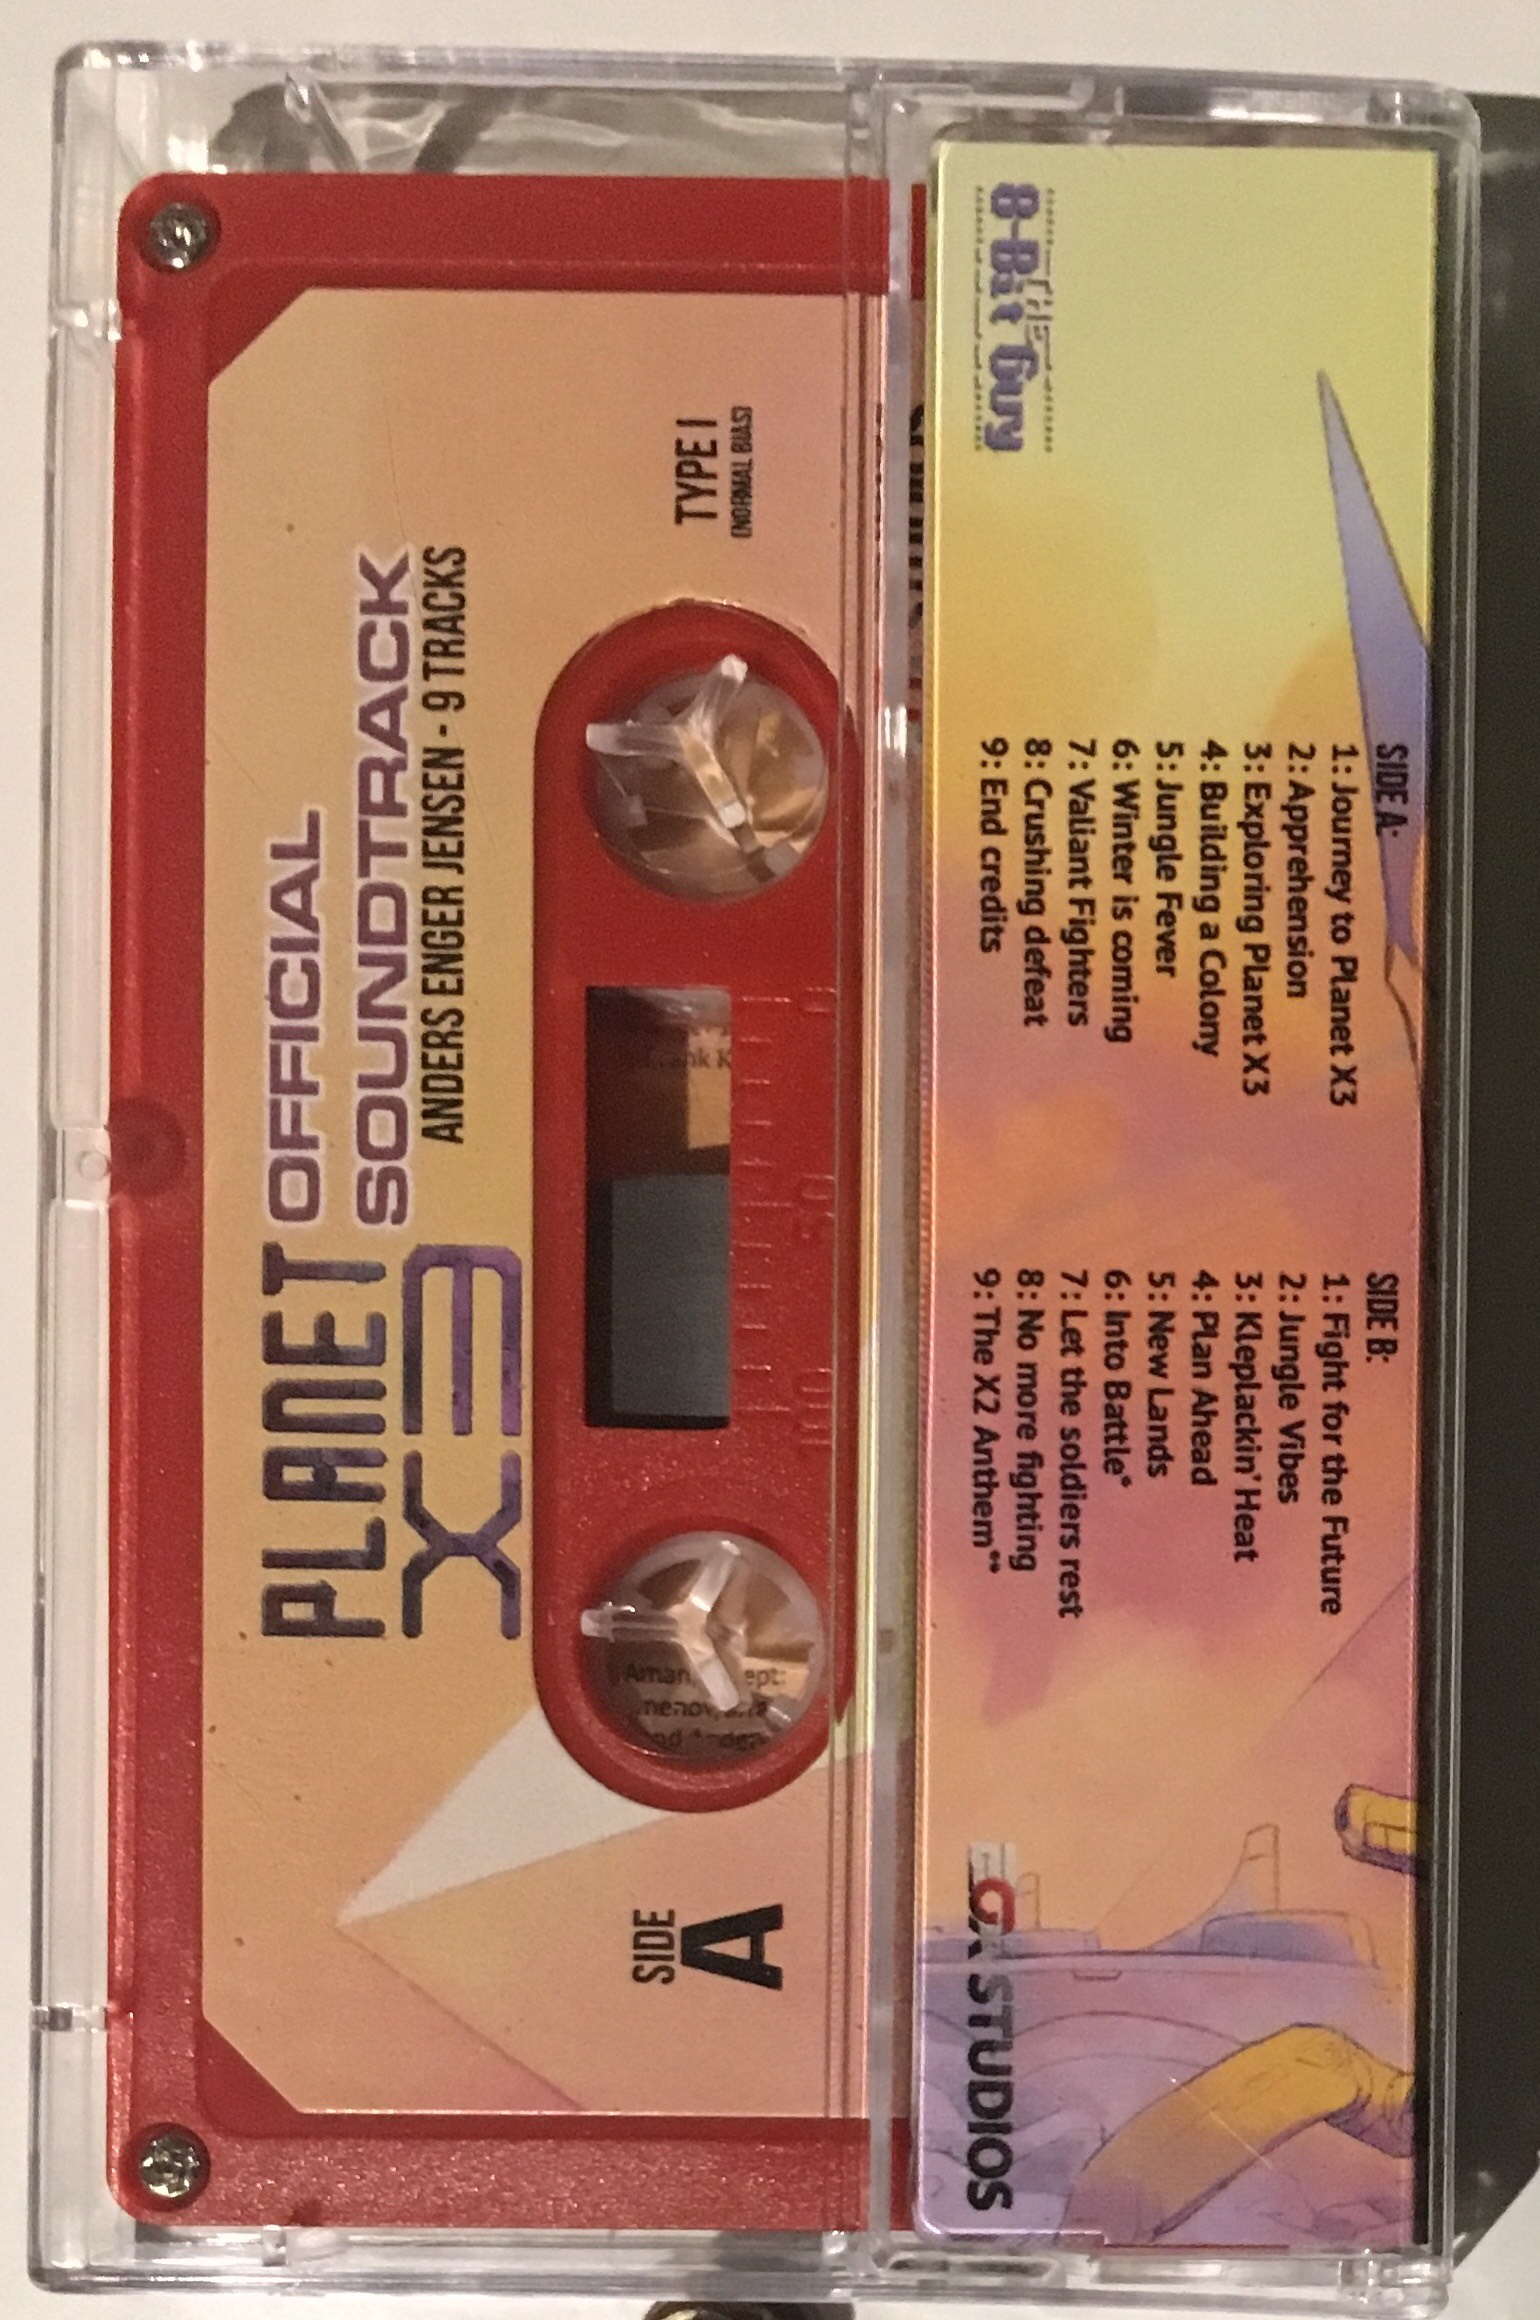 PLANET
X3
OFFICIAL
SOUNDTRACK
ANDERS ENGER JENSEN - 9 TRACKS
TYPE I
(NORMAL BIAS)
SIDE
A
0
50
100
The
8-Bit Guy
SIDE A:
1: Journey to Planet X3
2: Apprehension
3: Exploring Planet X3
4: Building a Colony
5: Jungle Fever
6: Winter is coming
7: Valiant Fighters
8: Crushing defeat
9: End credits
SIDE B:
1: Fight for the Future
2: Jungle Vibes
3: Kleplackin' Heat
4: Plan Ahead
5: New Lands
6: Into Battle*
7: Let the soldiers rest
8: No more fighting
9: The X2 Anthem**
STUDIOS